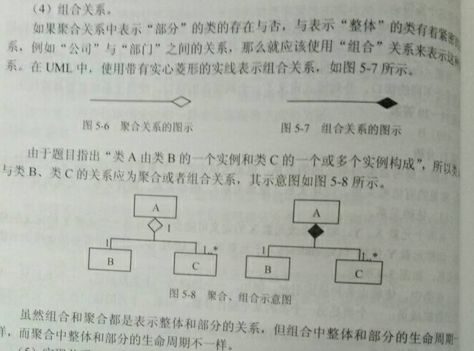 （4）组合关系。
如果聚合关系中表示“部分”的类的存在与否，与表示“整体”的类有着紧密
系，例如“公司”与“部门”之间的关系，那么就应该使用“组合”关系来表示这种
系。在 UML 中，使用带有实心菱形的实线表示组合关系，如图 5-7 所示。
图 5-6 聚合关系的图示 图 5-7 组合关系的图示
由于题目指出“类 A 由类 B 的一个实例和类 C 的一个或多个实例构成”，所以类
与类 B、类 C 的关系应为聚合或者组合关系，其示意图如图 5-8 所示。
A A
1
1 1..* 1 1..*
B C B C
图 5-8 聚合、组合示意图
虽然组合和聚合都是表示整体和部分的关系，但组合中整体和部分的生命周期一
样，而聚合中整体和部分的生命周期不一样。